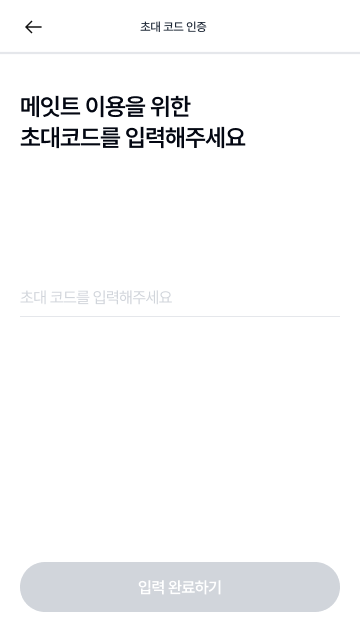 초대 코드 인증
메잇트 이용을 위한
초대코드를 입력해주세요
초대 코드를 입력해주세요
입력 완료하기